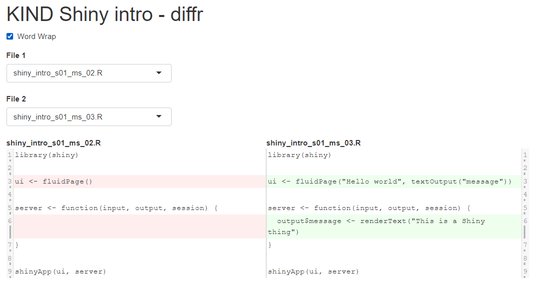 KIND Shiny intro - diffr
Word Wrap
File 1
shiny_intro_s01_ms_02.R
File 2
shiny_intro_s01_ms_03.R
shiny_intro_s01_ms_02.R
1 library(shiny)
2
3 ui <- fluidPage()
4
5 server <- function(input, output, session) {
6
7 }
8
9 shinyApp(ui, server)
shiny_intro_s01_ms_03.R
library(shiny) 1
2
ui <- fluidPage("Hello world", textOutput("message")) 3
4
server <- function(input, output, session) { 5
output$message <- renderText("This is a Shiny 6
thing")
} 7
8
shinyApp(ui, server) 9